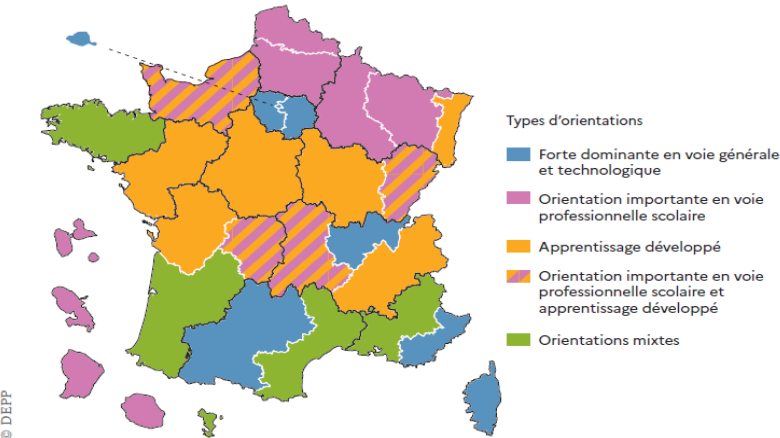 Types d'orientations
Forte dominante en voie générale
et technologique
Orientation importante en voie
professionnelle scolaire
Apprentissage développé
Orientation importante en voie
professionnelle scolaire et
apprentissage développé
Orientations mixtes
© DEPP